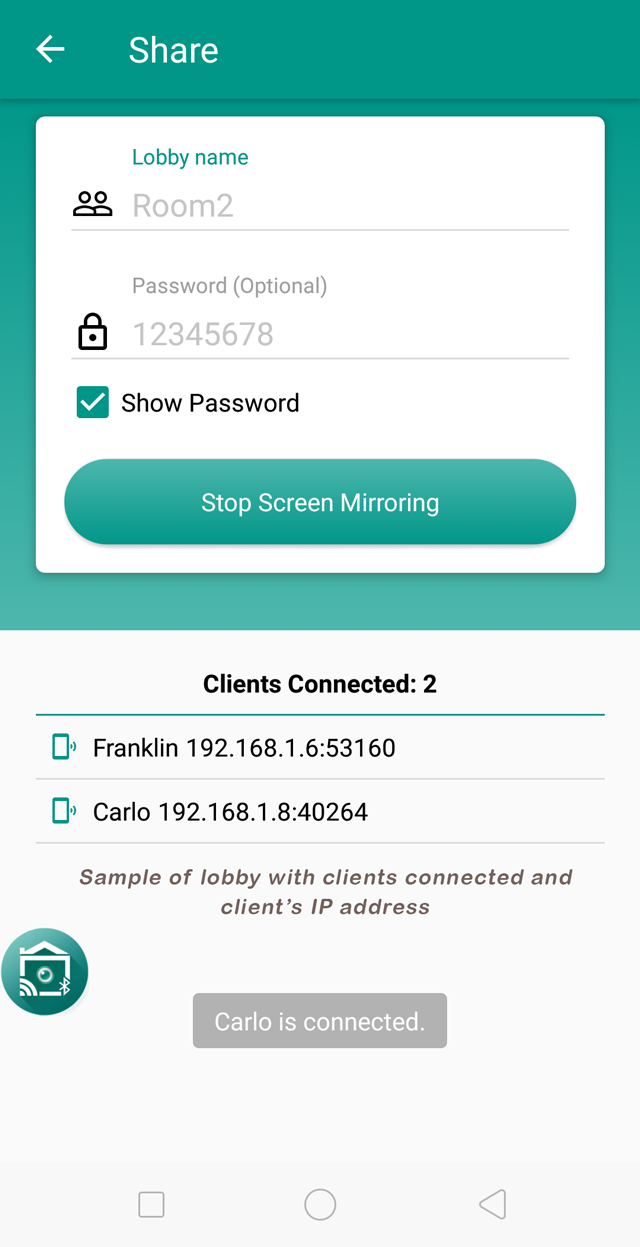 Share
Lobby name
Room2
Password (Optional)
12345678
Show Password
Stop Screen Mirroring
Clients Connected: 2
Franklin 192.168.1.6:53160
Carlo 192.168.1.8:40264
Sample of lobby with clients connected and
client’s IP address
Carlo is connected.